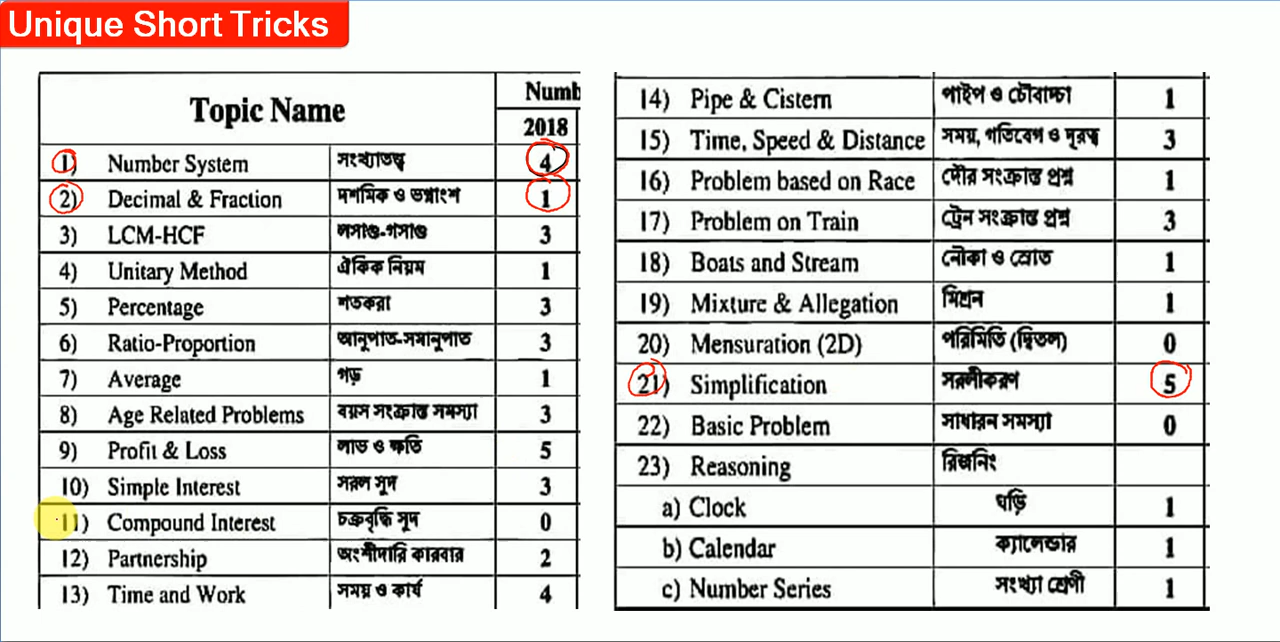 Unique Short Tricks
Topic Name
Numb
2018
1) Number System সংখ্যাতত্ত্ব 4
2) Decimal & Fraction দশমিক ও ভগ্নাংশ 1
3) LCM-HCF লসাগু-গসাগু 3
4) Unitary Method ঐকিক নিয়ম 1
5) Percentage শতকরা 3
6) Ratio-Proportion আনুপাত-সমানুপাত 3
7) Average গড় 1
8) Age Related Problems বয়স সংক্রান্ত সমস্যা 3
9) Profit & Loss লাভ ও ক্ষতি 5
10) Simple Interest সরল সুদ 3
11) Compound Interest চক্রবৃদ্ধি সুদ 0
12) Partnership অংশীদারি কারবার 2
13) Time and Work সময় ও কার্য 4
14) Pipe & Cistern পাইপ ও চৌবাচ্চা 1
15) Time, Speed & Distance সময়, গতিবেগ ও দূরত্ব 3
16) Problem based on Race দৌর সংক্রান্ত প্রশ্ন 1
17) Problem on Train ট্রেন সংক্রান্ত প্রশ্ন 3
18) Boats and Stream নৌকা ও স্রোত 1
19) Mixture & Allegation মিশ্রন 1
20) Mensuration (2D) পরিমিতি (দ্বিতল) 0
21) Simplification সরলীকরণ 5
22) Basic Problem সাধারন সমস্যা 0
23) Reasoning রিজনিং
a) Clock ঘড়ি 1
b) Calendar ক্যালেন্ডার 1
c) Number Series সংখ্যা শ্রেণী 1